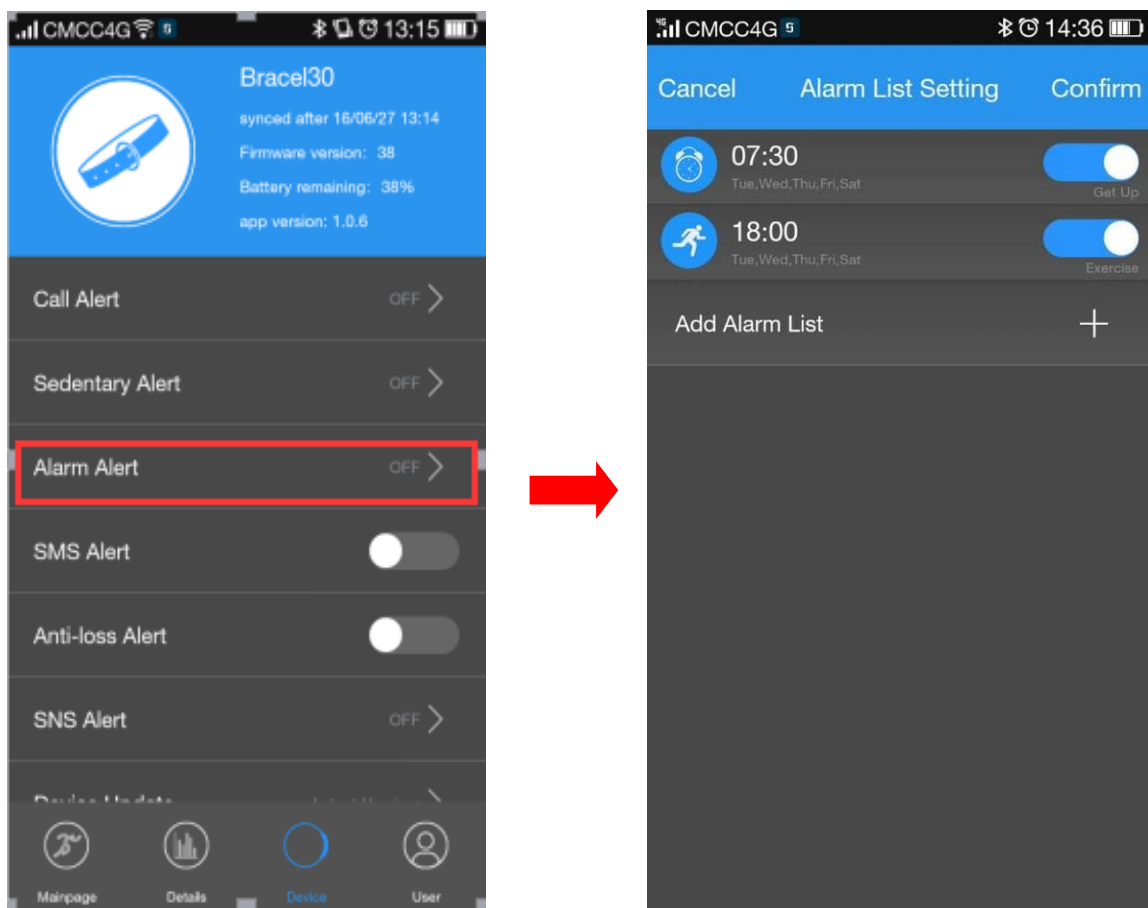 CMCC4G 13:15
Bracel30
synced after 16/06/27 13:14
Firmware version: 38
Battery remaining: 38%
app version: 1.0.6
Call Alert OFF
Sedentary Alert OFF
Alarm Alert OFF
SMS Alert
Anti-loss Alert
SNS Alert OFF
Device Update
Mainpage Details Device User
4G CMCC4G 14:36
Cancel Alarm List Setting Confirm
07:30
Tue,Wed,Thu,Fri,Sat Get Up
18:00
Tue,Wed,Thu,Fri,Sat Exercise
Add Alarm List